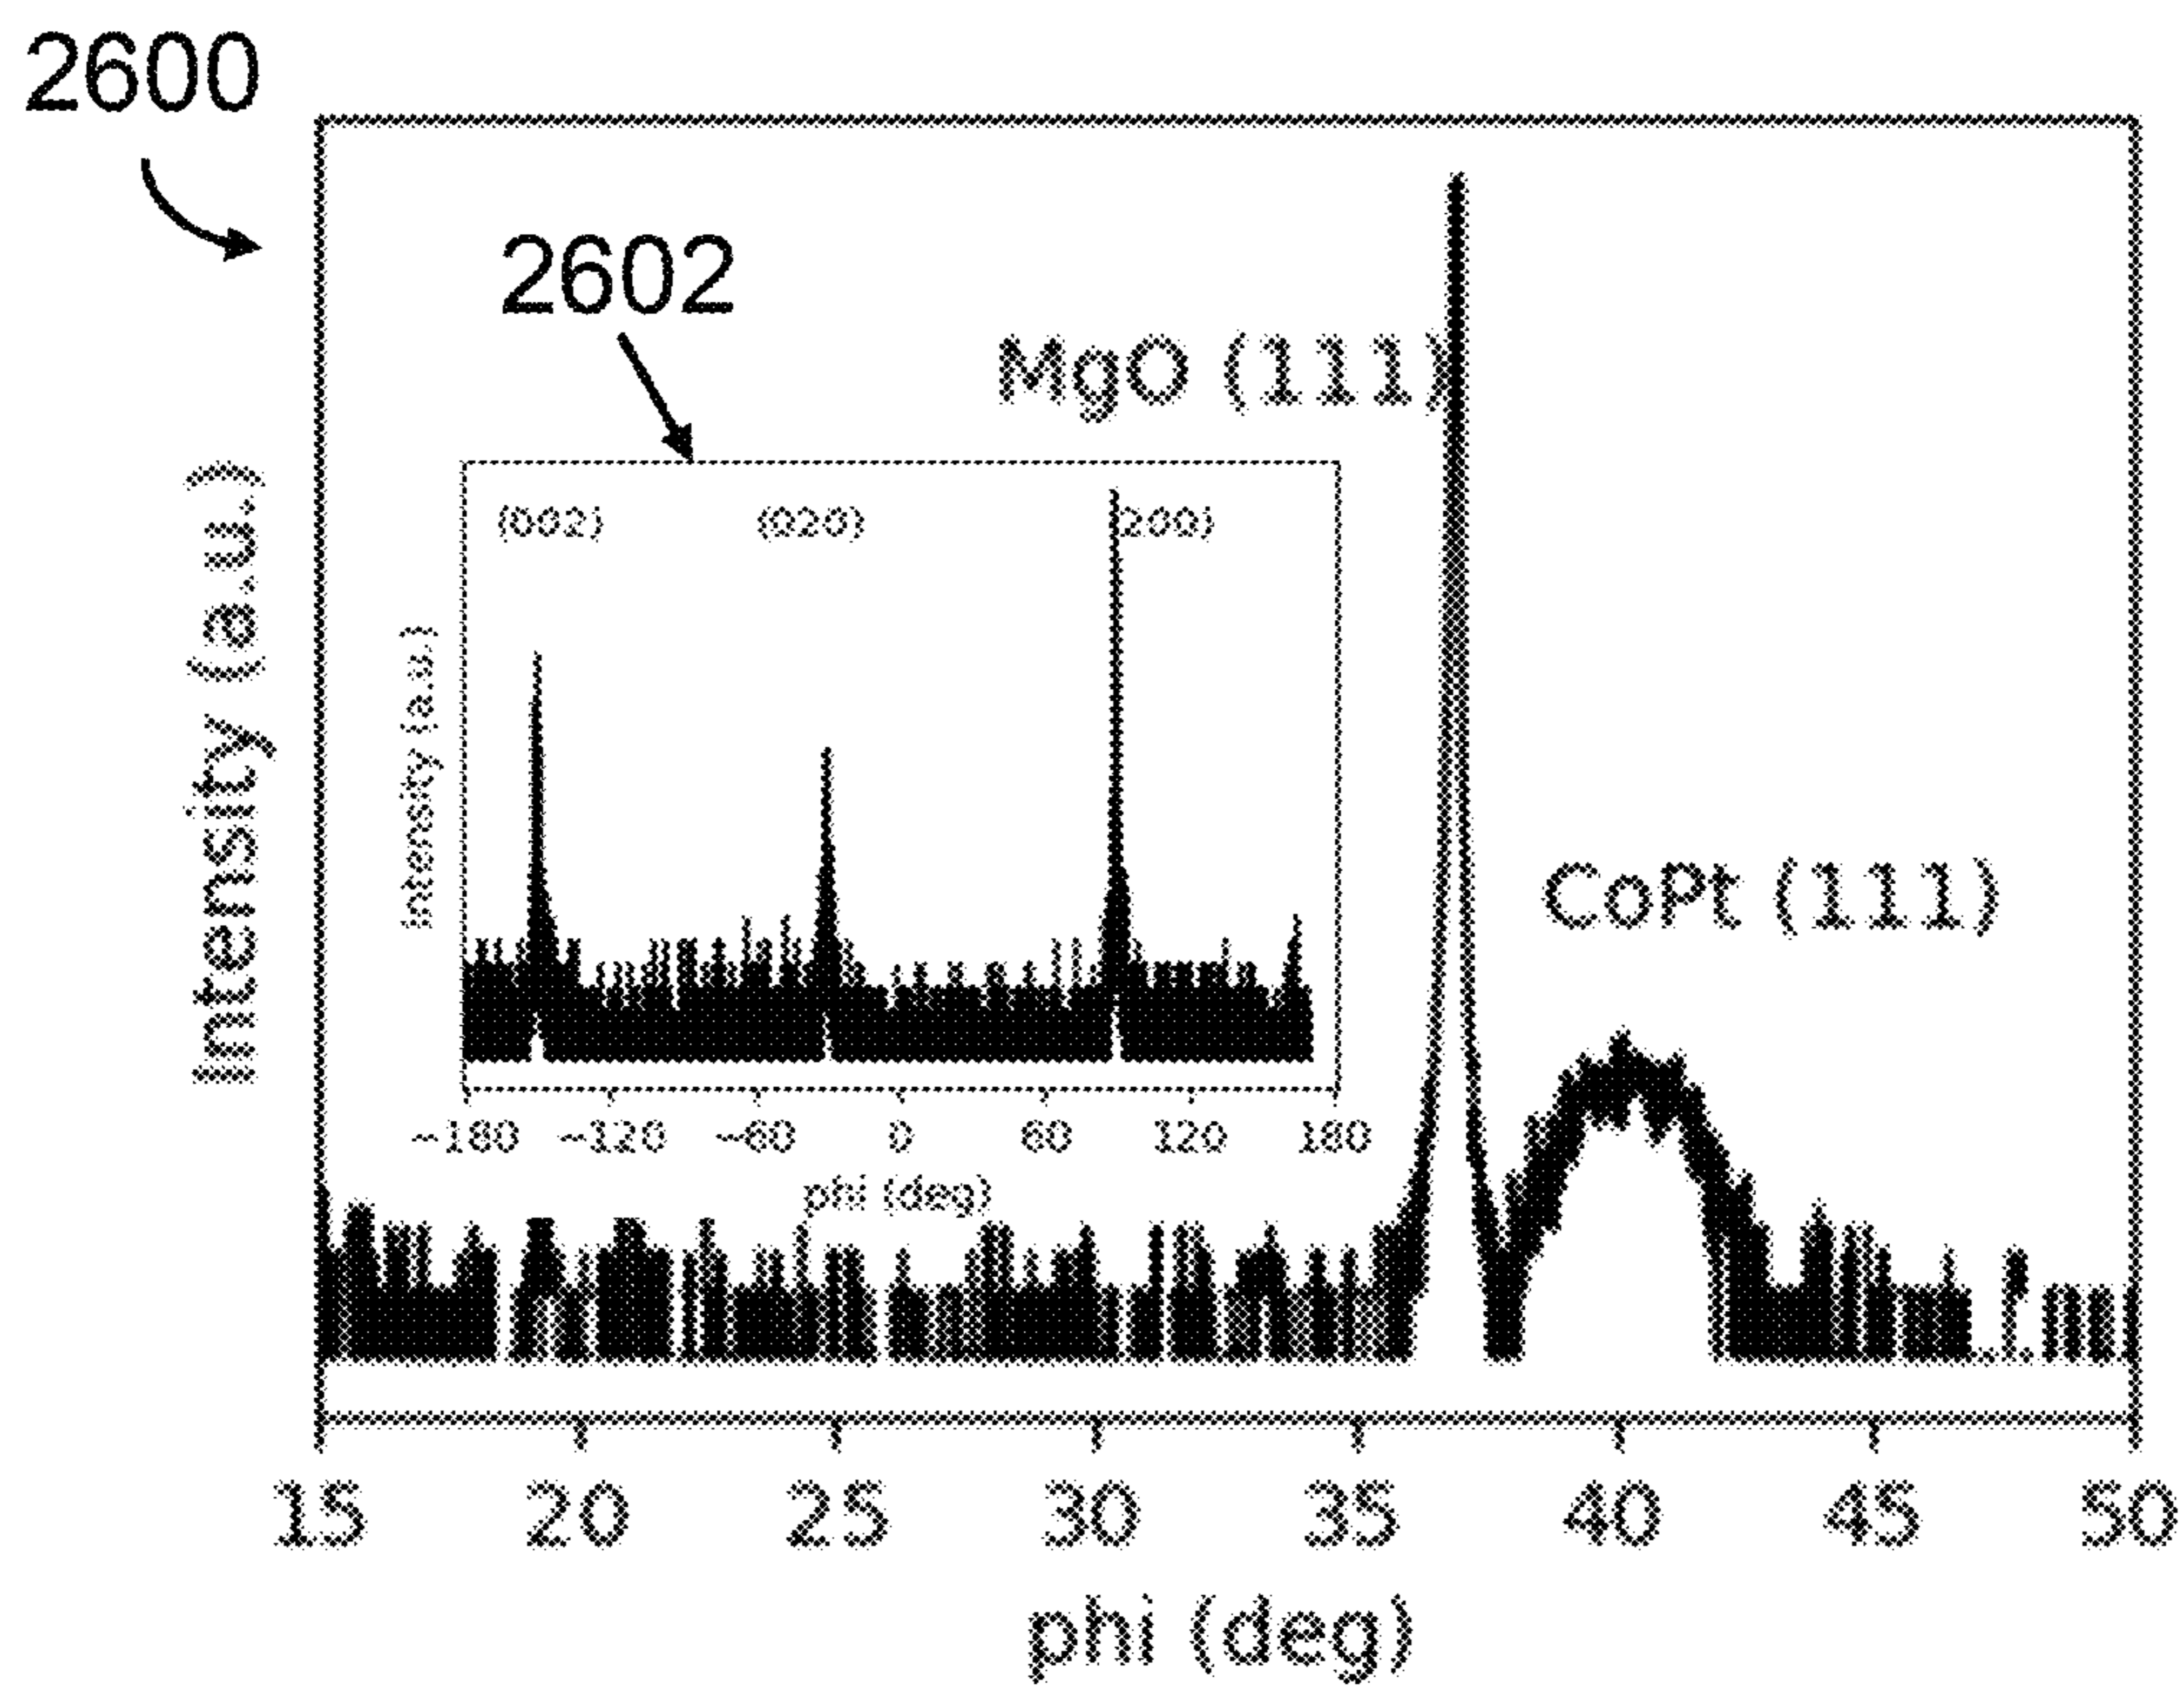 2600
2602
MgO (111)
(002)
(020)
(200)
Intensity (a.u.)
Intensity (a.u.)
CoPt (111)
-180 -120 -60 0 60 120 180
phi (deg)
15 20 25 30 35 40 45 50
phi (deg)